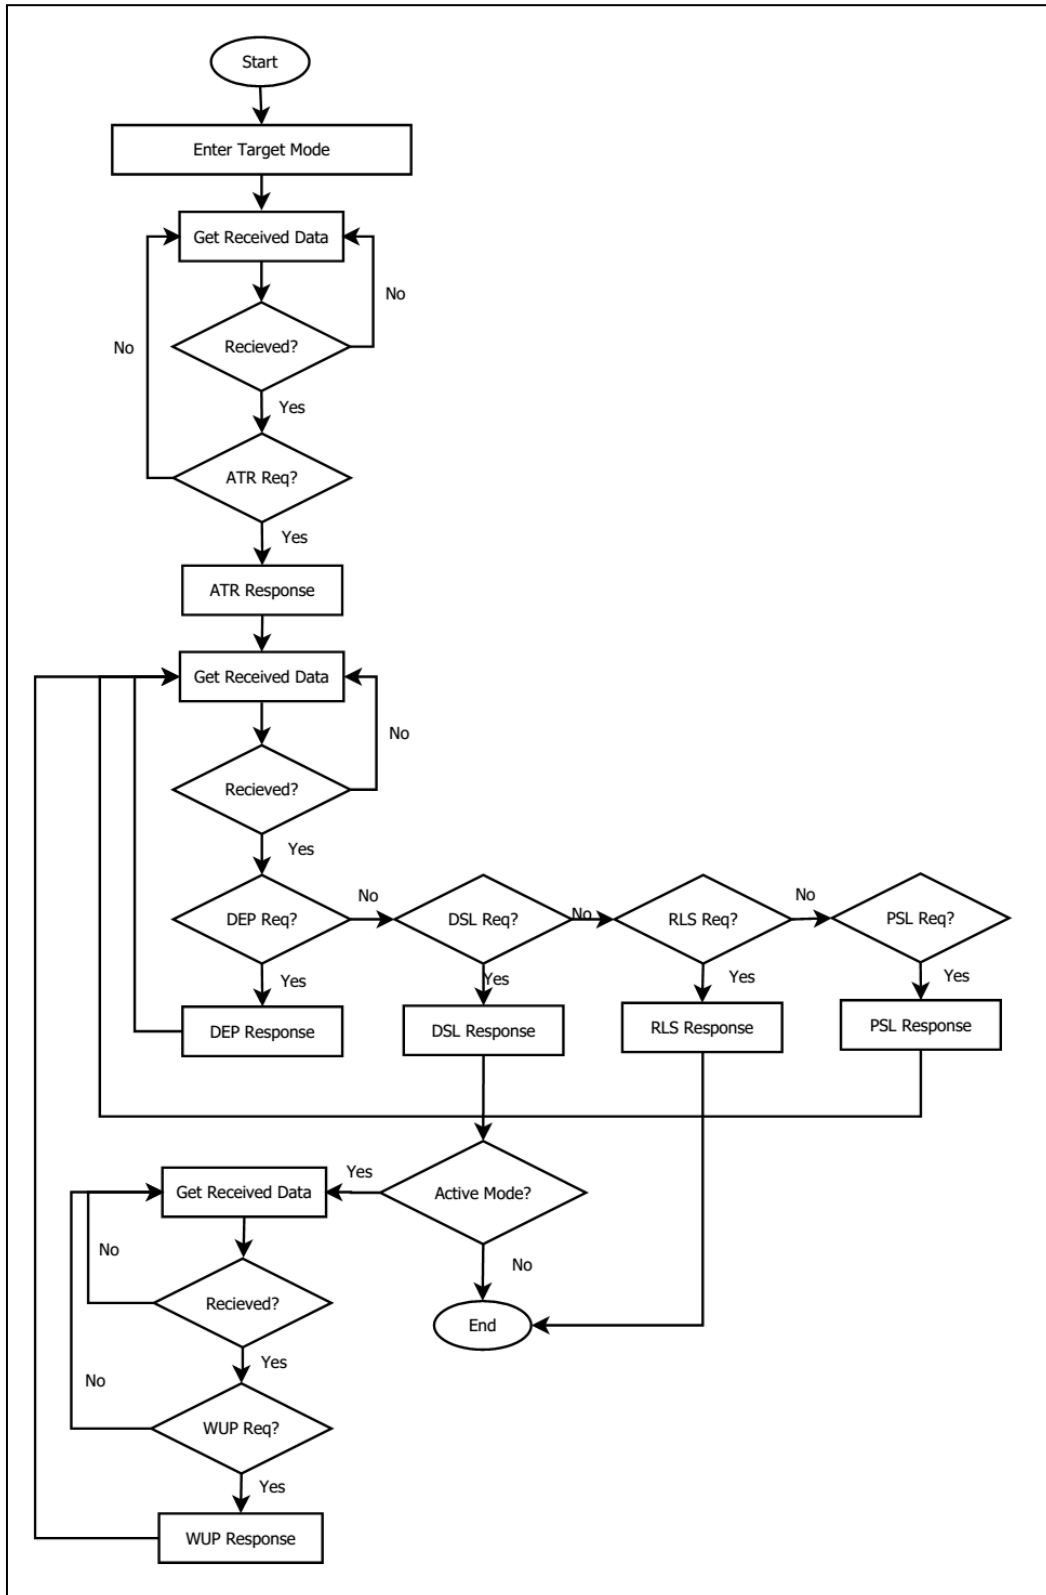 Start
Enter Target Mode
Get Received Data
No
Recieved?
No
Yes
ATR Req?
Yes
ATR Response
Get Received Data
No
Recieved?
Yes
No
No
No
DEP Req?
DSL Req?
RLS Req?
PSL Req?
Yes
Yes
Yes
Yes
DEP Response
DSL Response
RLS Response
PSL Response
Yes
Get Received Data
Active Mode?
No
No
Recieved?
End
Yes
No
WUP Req?
Yes
WUP Response